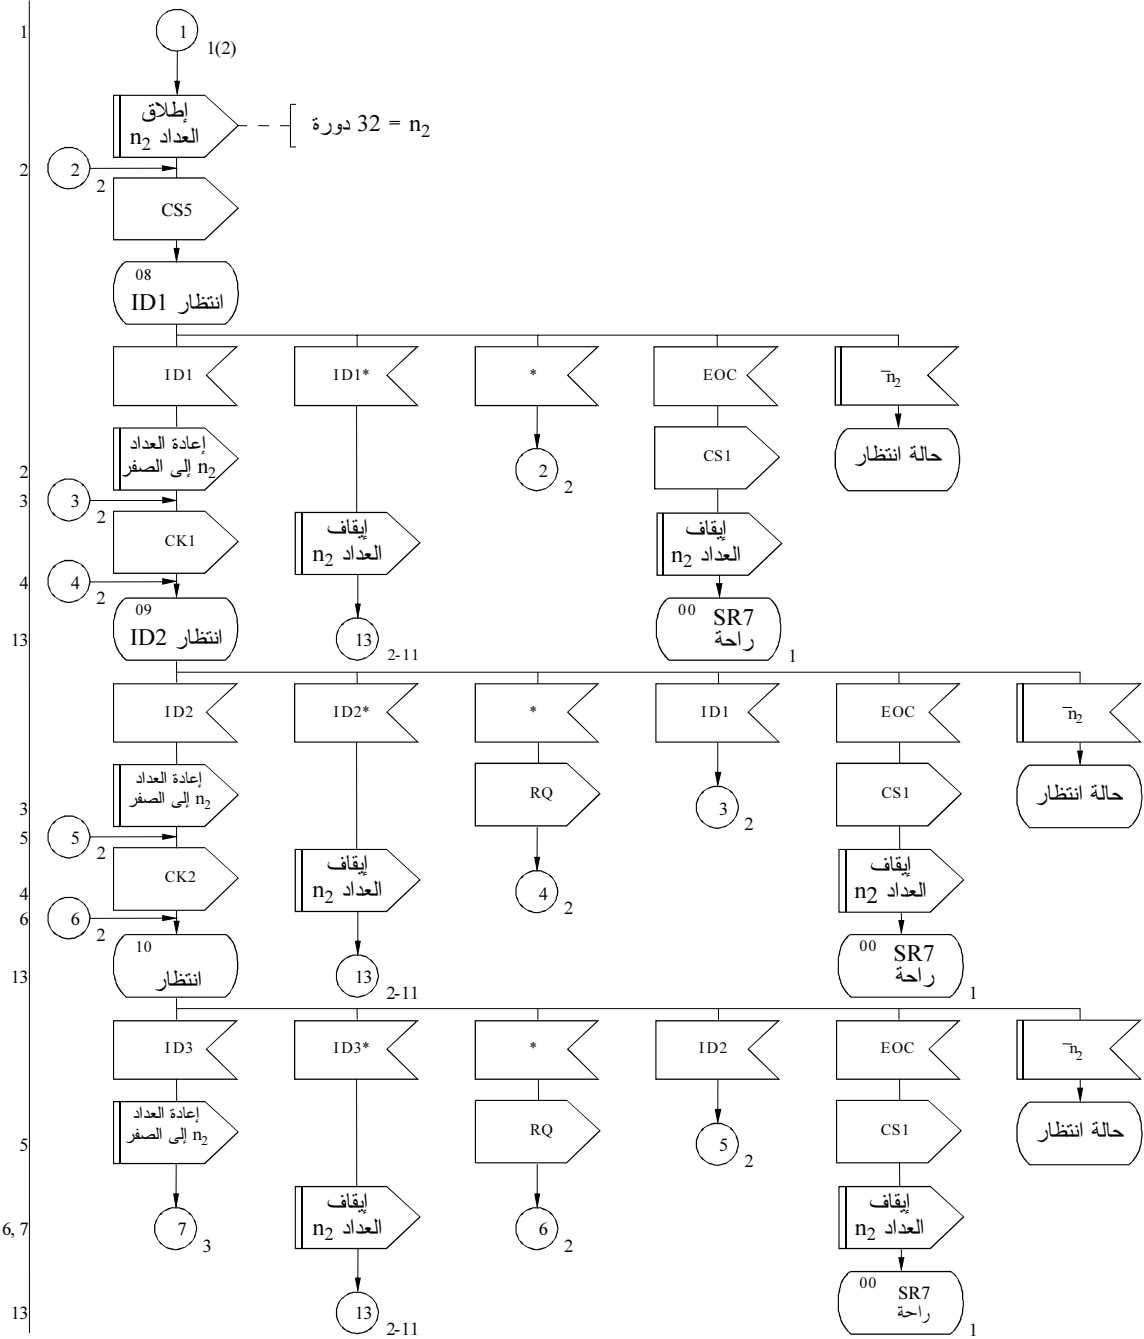 1
1
1(2)
إطلاق
العداد n2
n2 = 32 دورة
2
2
2
CS5
08
انتظار ID1
ID1
ID1*
*
EOC
n̅2
إعادة العداد
n2 إلى الصفر
2
2
CS1
حالة انتظار
2
3
3
2
CK1
إيقاف
العداد n2
إيقاف
العداد n2
4
4
2
09
انتظار ID2
13
13
2-11
00
SR7
راحة
1
ID2
ID2*
*
ID1
EOC
n̅2
إعادة العداد
n2 إلى الصفر
RQ
3
2
CS1
حالة انتظار
3
5
5
2
CK2
إيقاف
العداد n2
4
2
إيقاف
العداد n2
4
6
6
2
10
انتظار
13
13
2-11
00
SR7
راحة
1
ID3
ID3*
*
ID2
EOC
n̅2
إعادة العداد
n2 إلى الصفر
RQ
5
2
CS1
حالة انتظار
5
6, 7
7
3
إيقاف
العداد n2
6
2
إيقاف
العداد n2
13
13
2-11
00
SR7
راحة
1